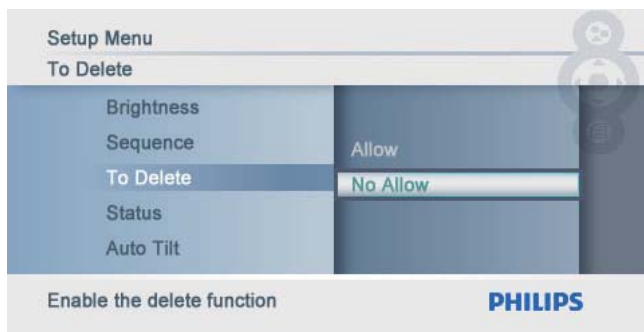 Setup Menu
To Delete
Brightness
Sequence
To Delete
Status
Auto Tilt
Allow
No Allow
Enable the delete function
PHILIPS